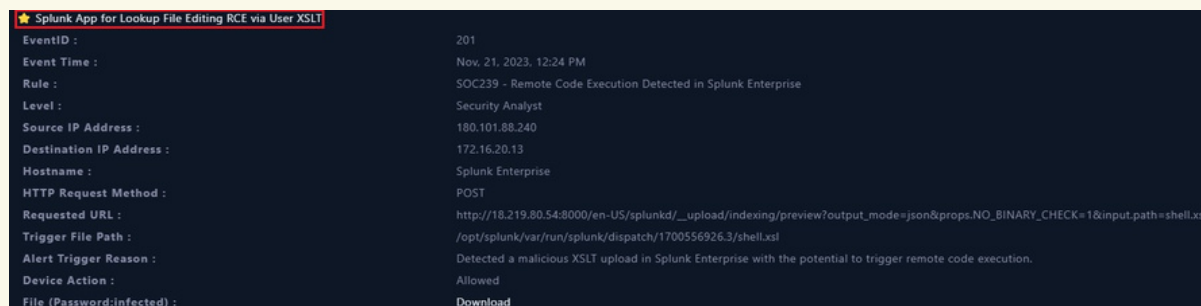 Splunk App for Lookup File Editing RCE via User XSLT
EventID : 201
Event Time : Nov, 21, 2023, 12:24 PM
Rule : SOC239 - Remote Code Execution Detected in Splunk Enterprise
Level : Security Analyst
Source IP Address : 180.101.88.240
Destination IP Address : 172.16.20.13
Hostname : Splunk Enterprise
HTTP Request Method : POST
Requested URL : http://18.219.80.54:8000/en-US/splunkd/__upload/indexing/preview?output_mode=json&props.NO_BINARY_CHECK=1&input.path=shell.xs
Trigger File Path : /opt/splunk/var/run/splunk/dispatch/1700556926.3/shell.xsl
Alert Trigger Reason : Detected a malicious XSLT upload in Splunk Enterprise with the potential to trigger remote code execution.
Device Action : Allowed
File (Password:infected) : Download